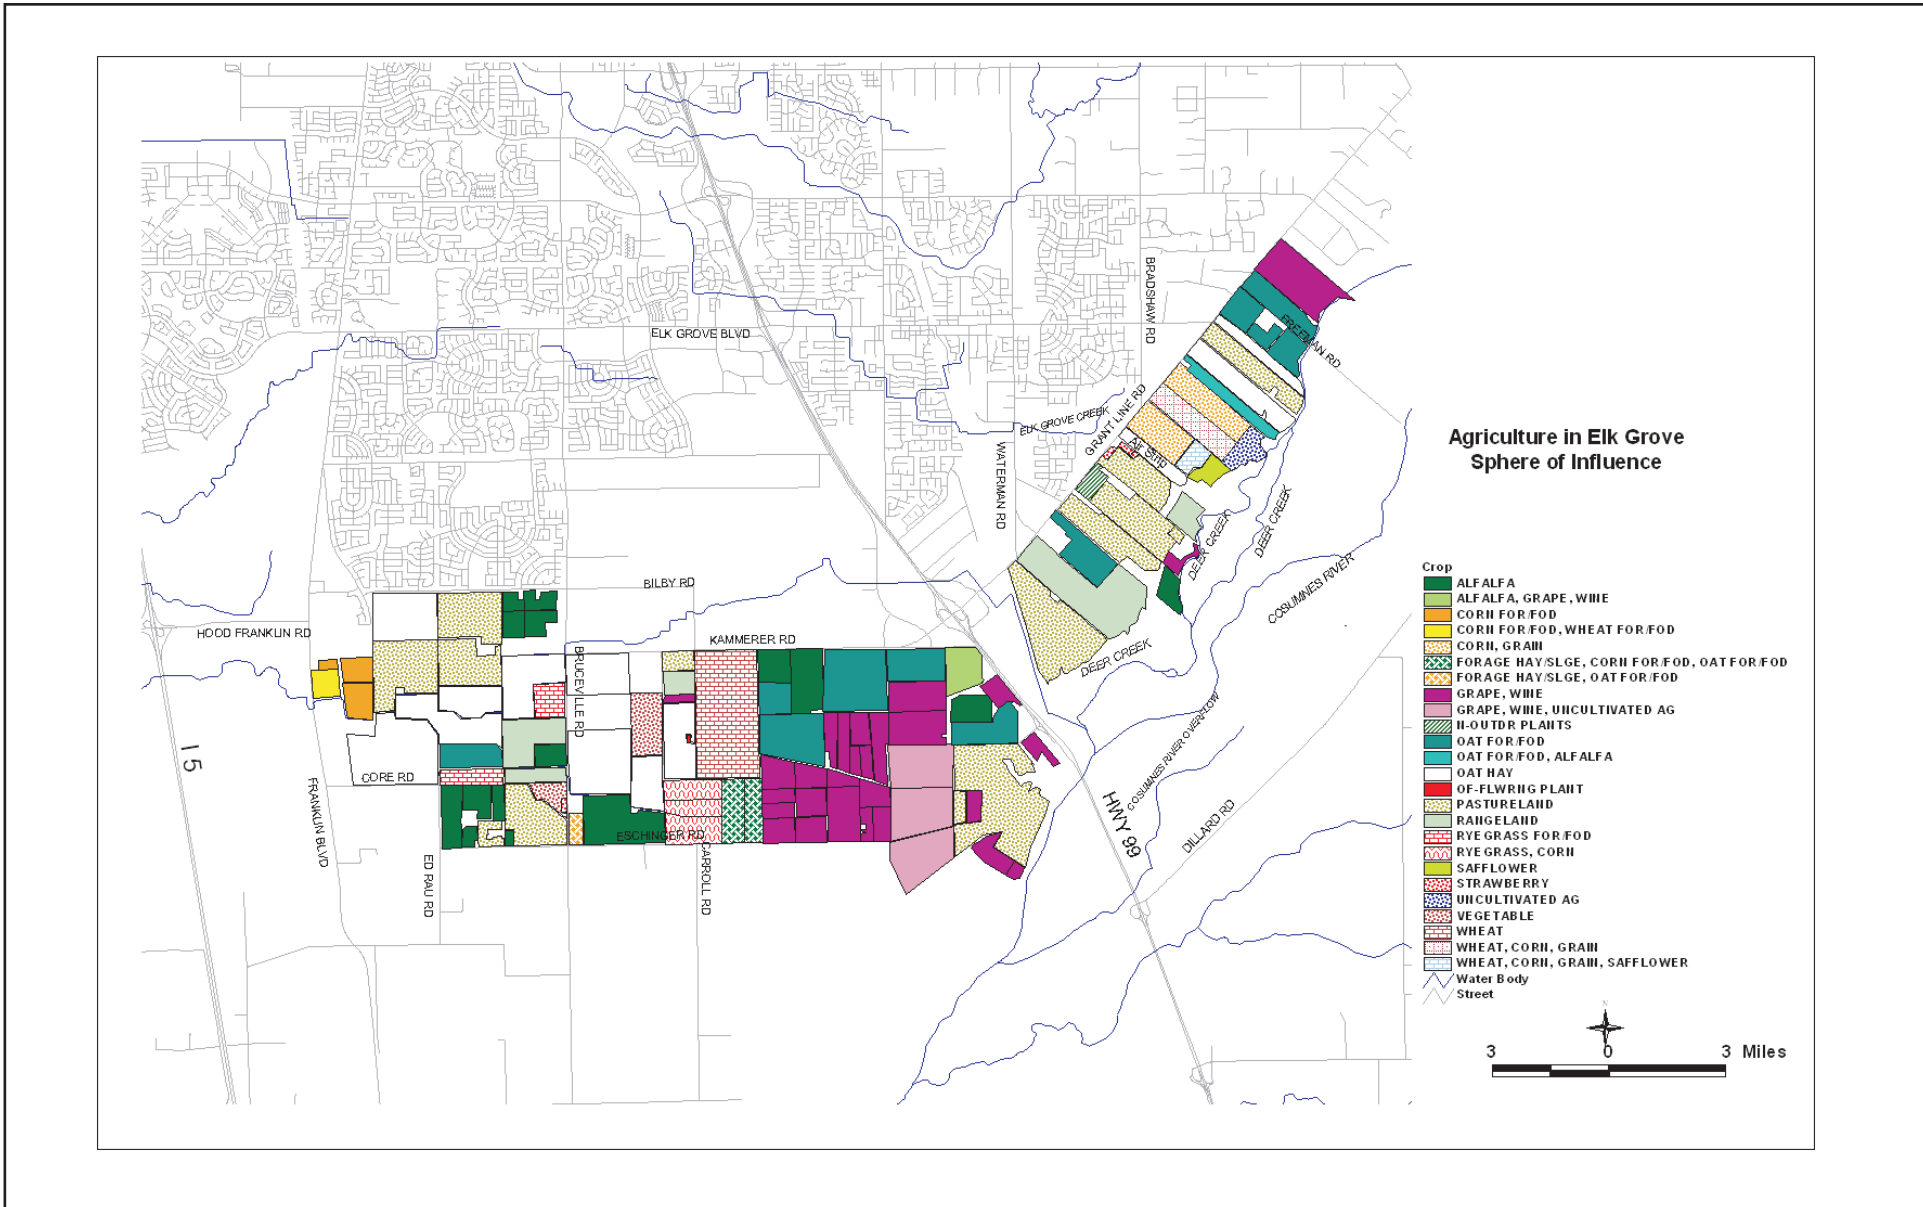 ELK GROVE BLVD
BRADSHAW RD
FREEMAN RD
GRANT LINE RD
ELK GROVE CREEK
Air Strip
WATERMAN RD
DEER CREEK
DEER CREEK
COSUMNES RIVER
DEER CREEK
BILBY RD
HOOD FRANKLIN RD
KAMMERER RD
BRUCEVILLE RD
I 5
CORE RD
FRANKLIN BLVD
ED RAU RD
ESCHINGER RD
CARROLL RD
COSUMNES RIVER OVERFLOW
HWY 99
DILLARD RD
Agriculture in Elk Grove
Sphere of Influence
Crop
ALFALFA
ALFALFA, GRAPE, WINE
CORN FOR/FOD
CORN FOR/FOD, WHEAT FOR/FOD
CORN, GRAIN
FORAGE HAY/SLGE, CORN FOR/FOD, OAT FOR/FOD
FORAGE HAY/SLGE, OAT FOR/FOD
GRAPE, WINE
GRAPE, WINE, UNCULTIVATED AG
N-OUTDR PLANTS
OAT FOR/FOD
OAT FOR/FOD, ALFALFA
OAT HAY
OF-FLWRNG PLANT
PASTURELAND
RANGELAND
RYEGRASS FOR/FOD
RYEGRASS, CORN
SAFFLOWER
STRAWBERRY
UNCULTIVATED AG
VEGETABLE
WHEAT
WHEAT, CORN, GRAIN
WHEAT, CORN, GRAIN, SAFFLOWER
Water Body
Street
N
3 0 3 Miles